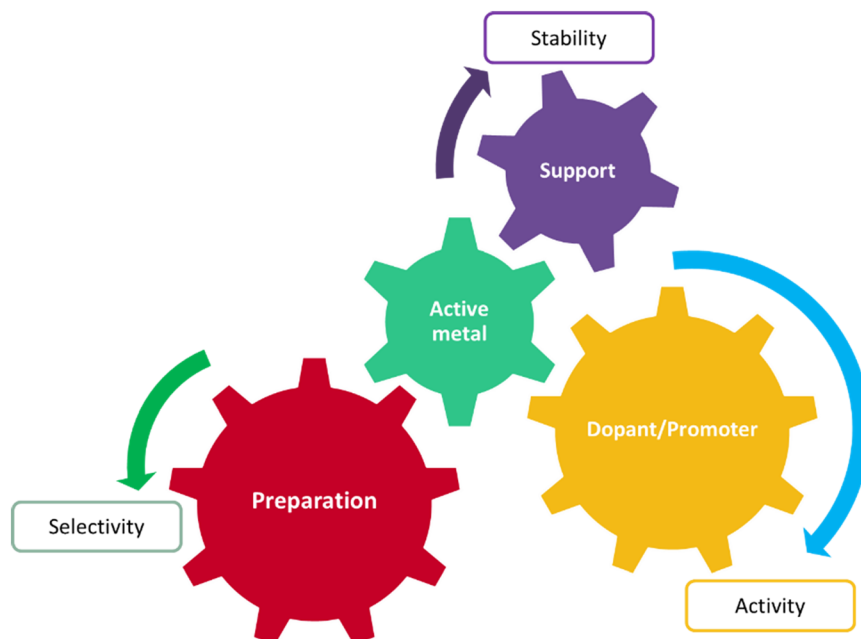 Stability
Support
Active
metal
Dopant/Promoter
Preparation
Selectivity
Activity